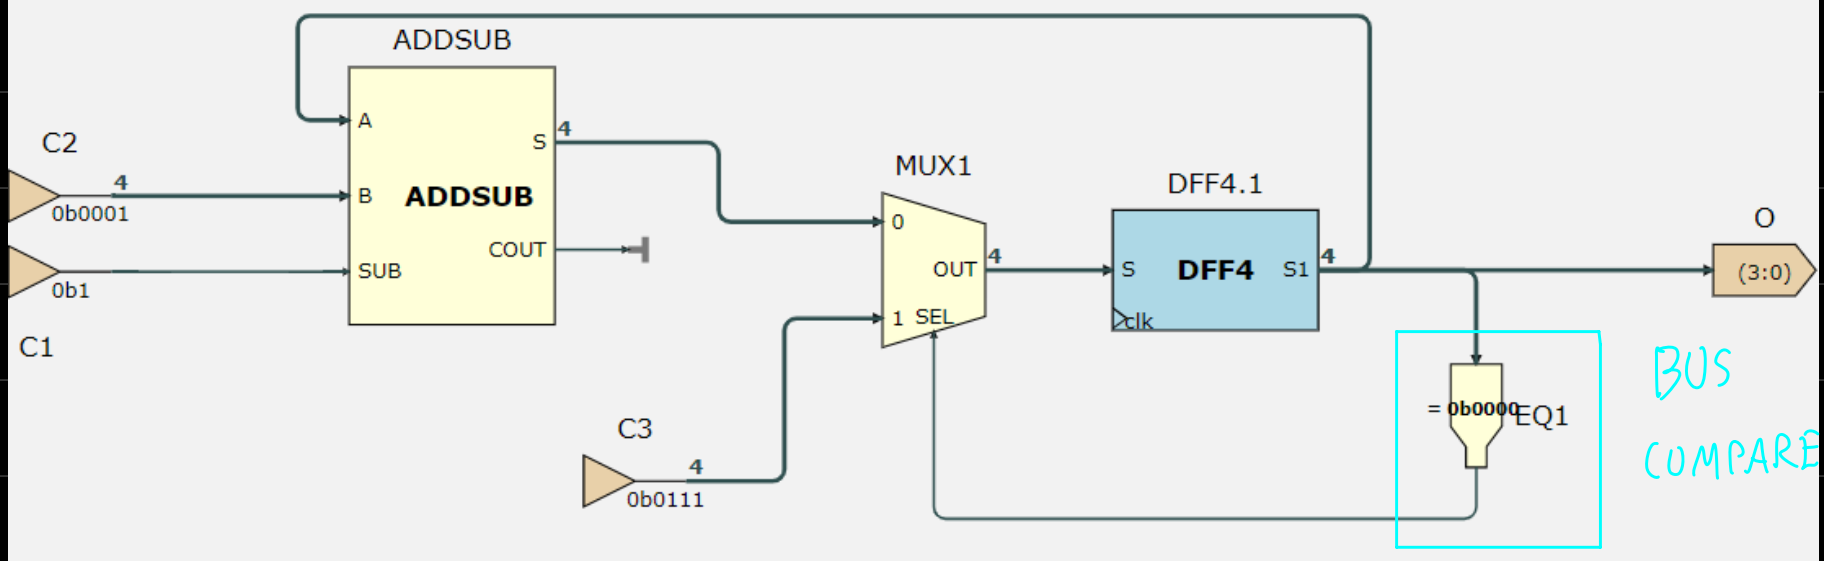 ADDSUB
A
S
4
C2
4
B
ADDSUB
0b0001
COUT
SUB
0b1
C1
MUX1
0
OUT
4
1
SEL
C3
4
0b0111
DFF4.1
S
DFF4
S1
4
clk
O
(3:0)
= 0b0000
EQ1
BUS
COMPARE